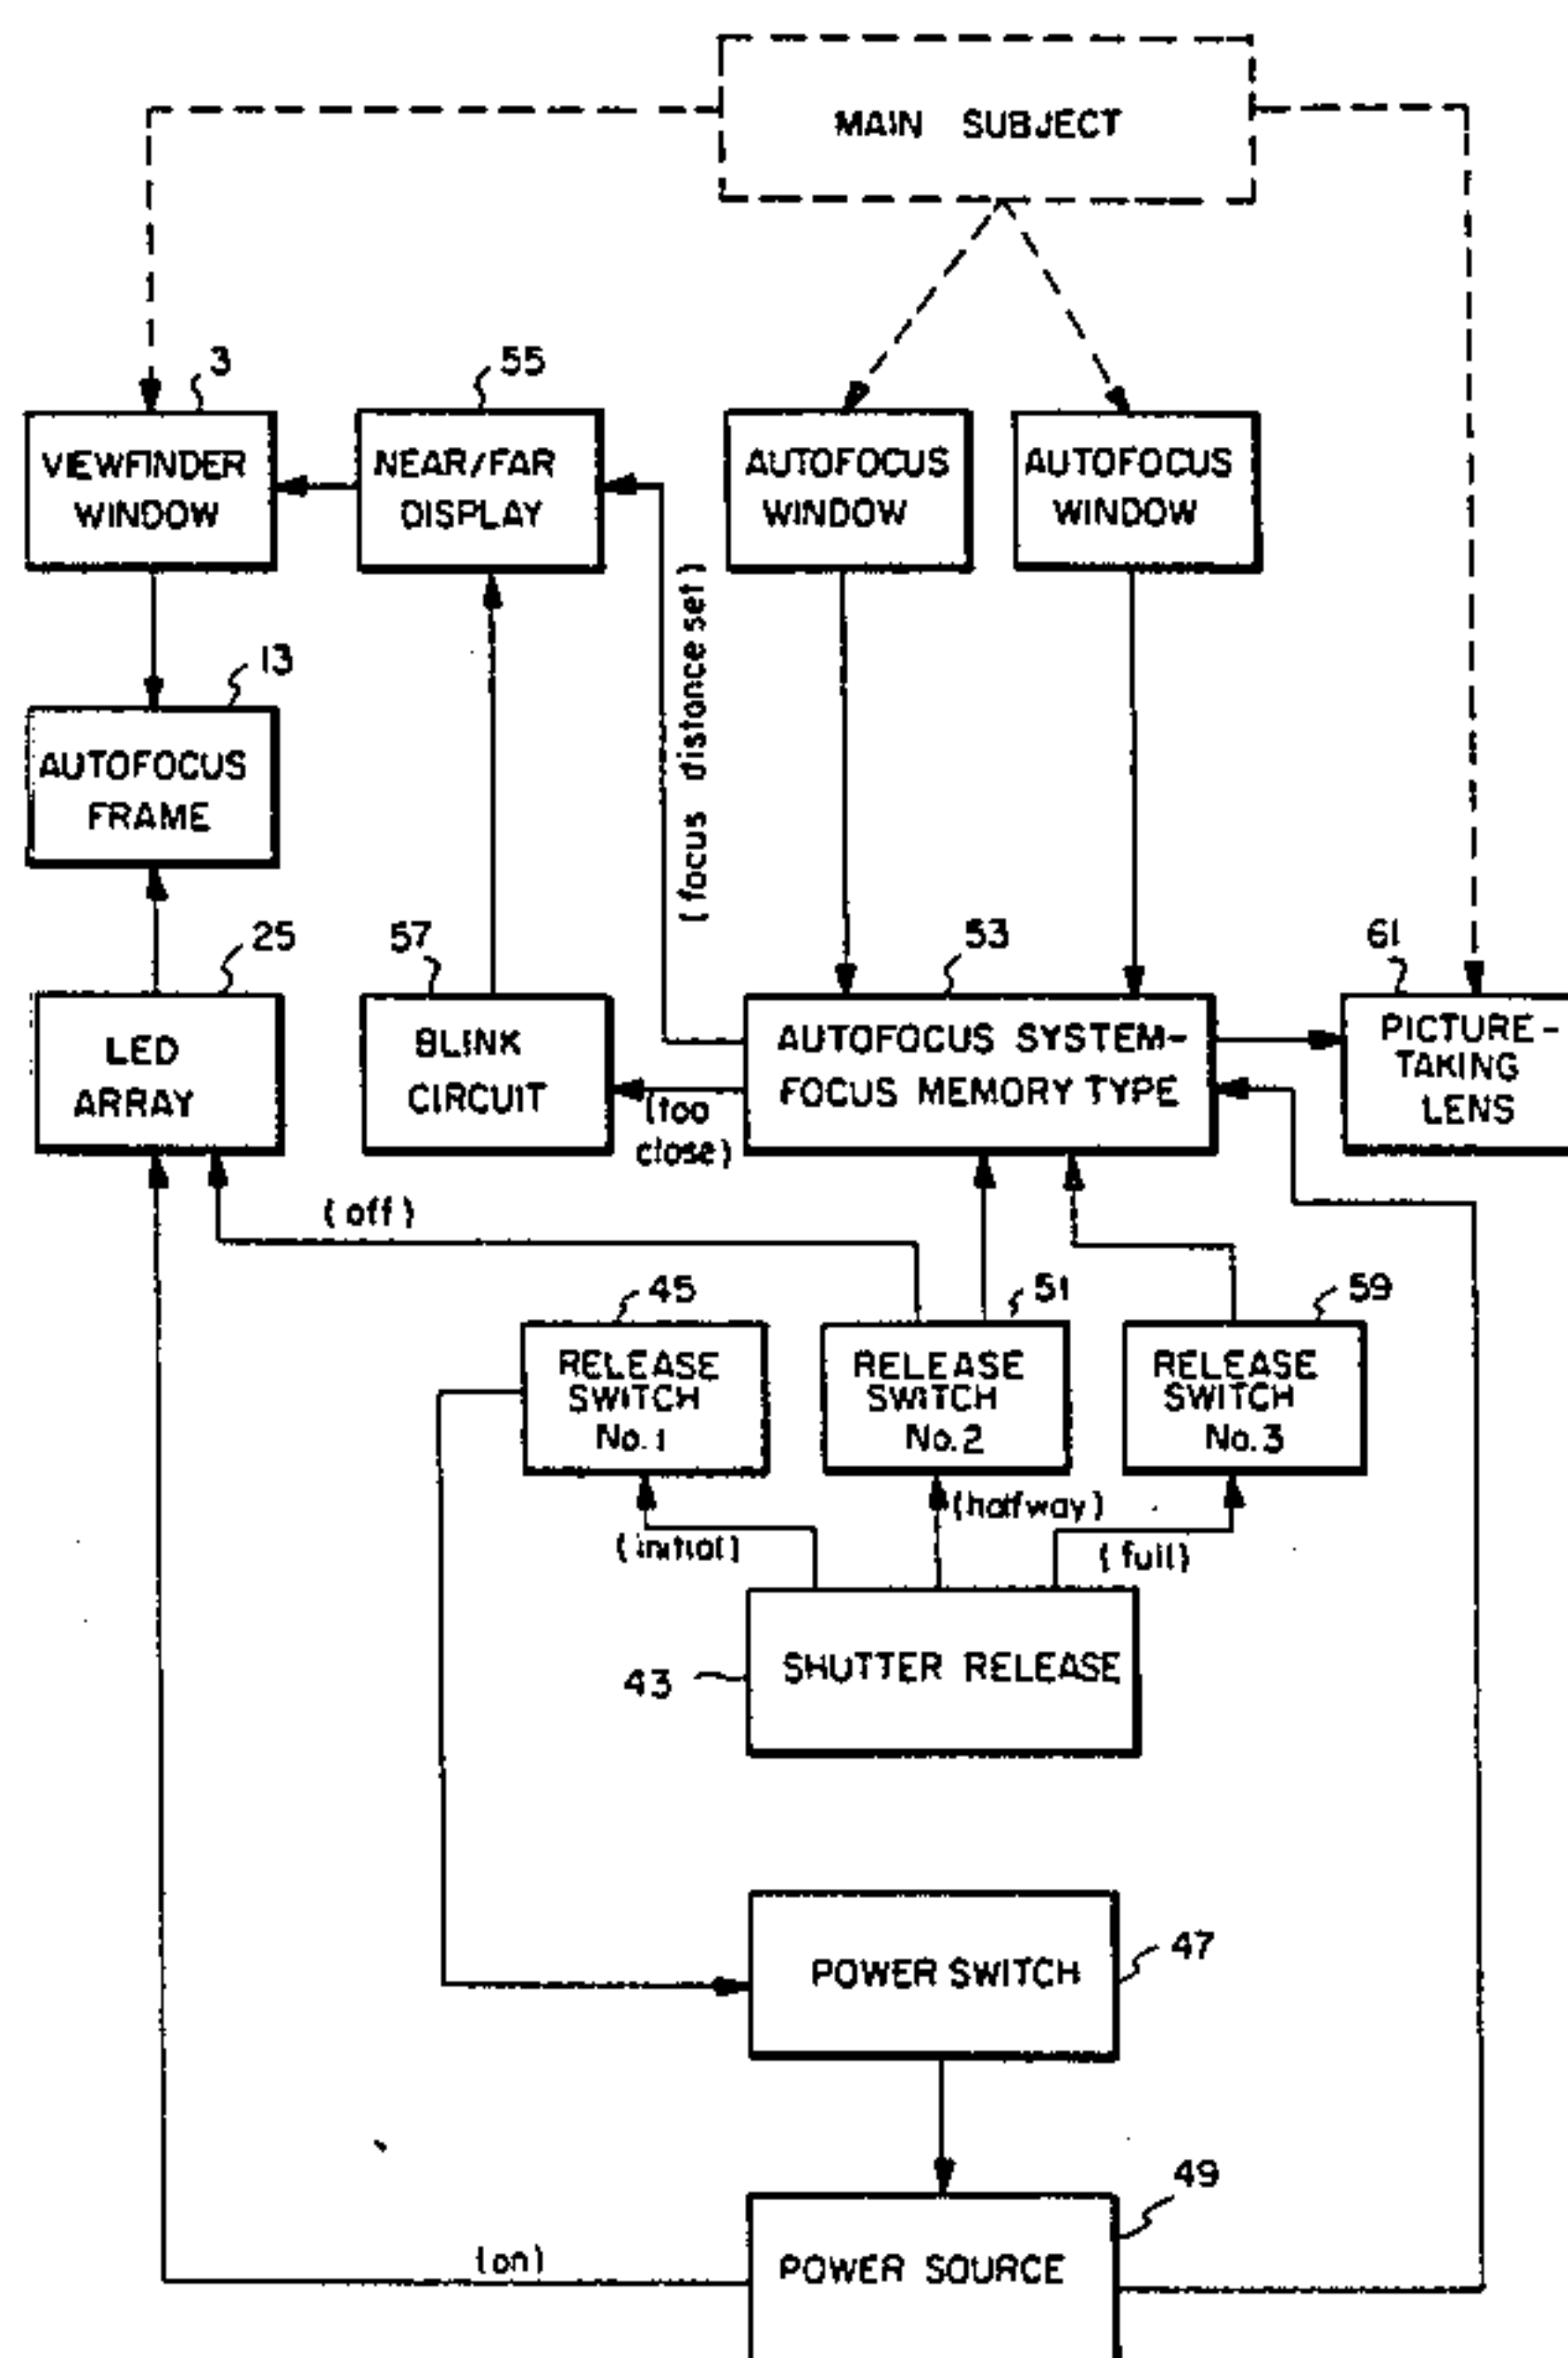 MAIN SUBJECT
3
55
VIEWFINDER
WINDOW
NEAR/FAR
DISPLAY
AUTOFOCUS
WINDOW
AUTOFOCUS
WINDOW
(focus distance set)
13
AUTOFOCUS
FRAME
25
57
53
61
LED
ARRAY
BLINK
CIRCUIT
AUTOFOCUS SYSTEM-
FOCUS MEMORY TYPE
PICTURE-
TAKING
LENS
(too
close)
(off)
45
51
59
RELEASE
SWITCH
No. 1
RELEASE
SWITCH
No. 2
RELEASE
SWITCH
No. 3
(initial)
(halfway)
(full)
SHUTTER RELEASE
43
POWER SWITCH
47
49
(on)
POWER SOURCE